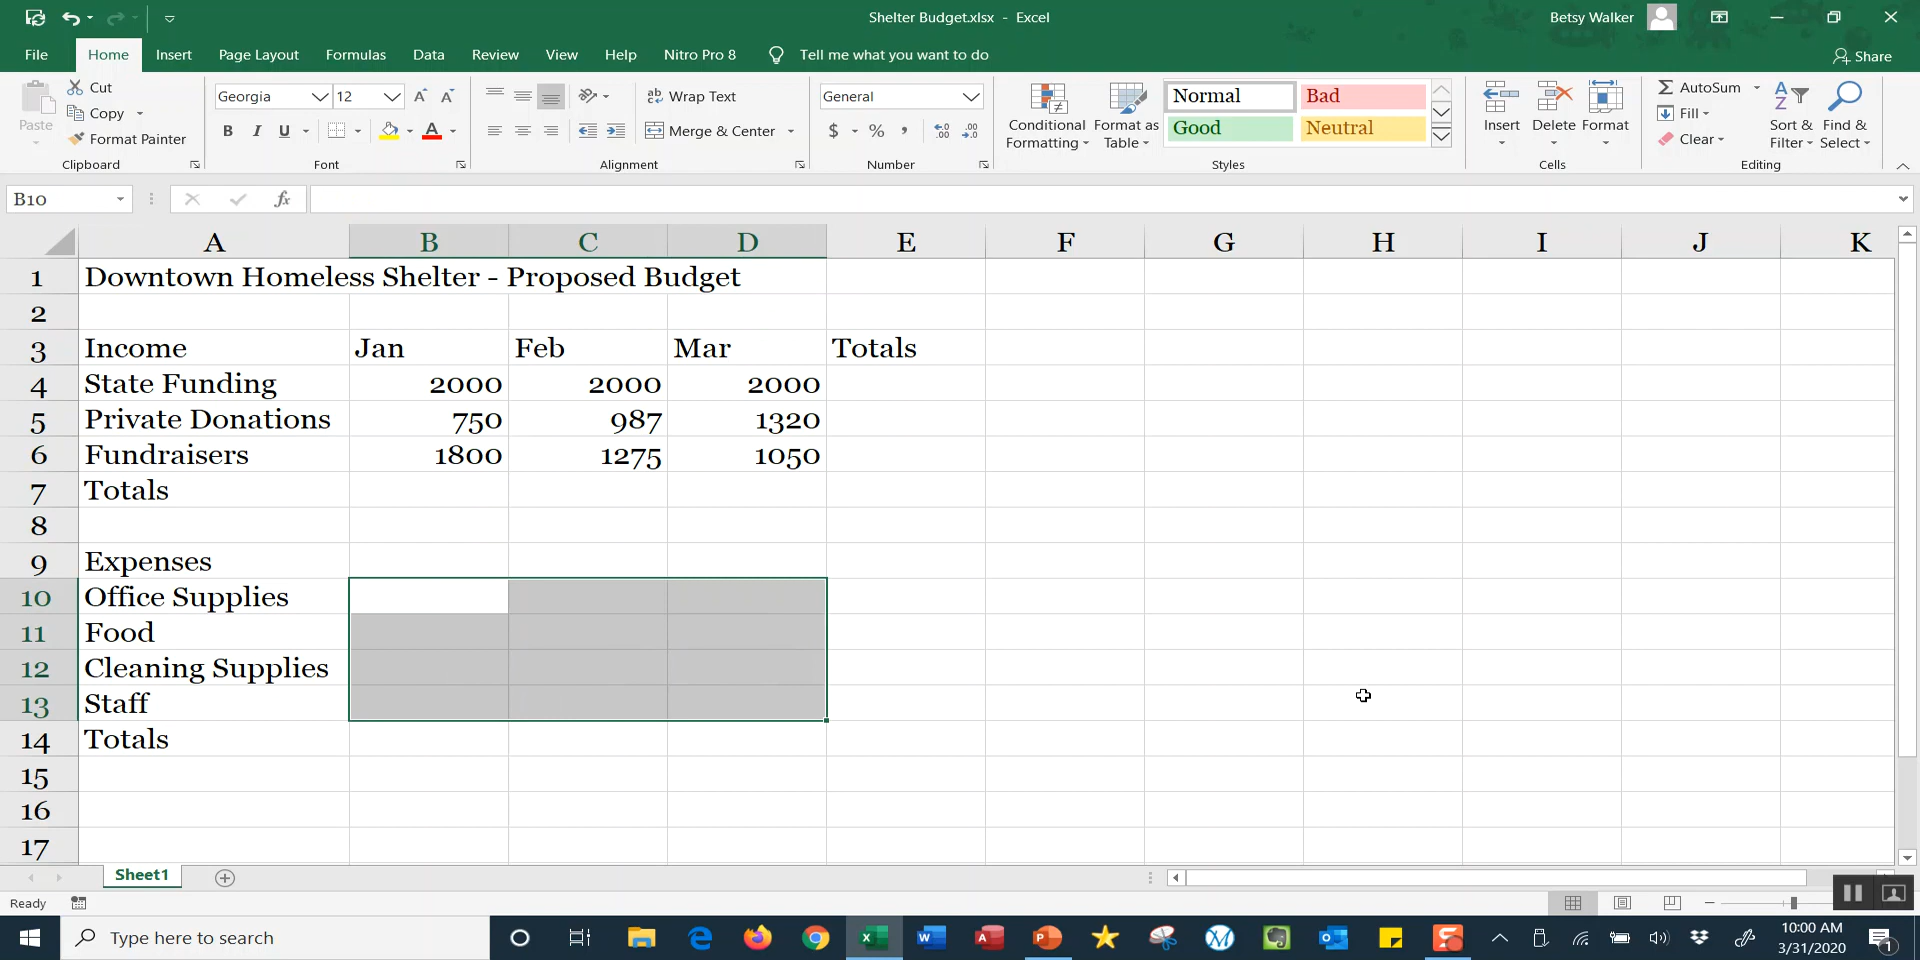 Shelter Budget.xlsx - Excel
Betsy Walker
File Home Insert Page Layout Formulas Data Review View Help Nitro Pro 8 Tell me what you want to do
Share
Paste
Cut
Copy
Format Painter
Clipboard
Georgia 12
A A
B I U A
Font
ab Wrap Text
Merge & Center
Alignment
General
$ % ,
Number
Conditional Formatting
Format as Table
Normal Bad
Good Neutral
Styles
Insert Delete Format
Cells
AutoSum
Fill
Clear
Sort & Filter
Find & Select
Editing
B10
fx
A B C D E F G H I J K
1 Downtown Homeless Shelter - Proposed Budget
2
3 Income Jan Feb Mar Totals
4 State Funding 2000 2000 2000
5 Private Donations 750 987 1320
6 Fundraisers 1800 1275 1050
7 Totals
8
9 Expenses
10 Office Supplies
11 Food
12 Cleaning Supplies
13 Staff
14 Totals
15
16
17
Sheet1
Ready
Type here to search
10:00 AM
3/31/2020
1